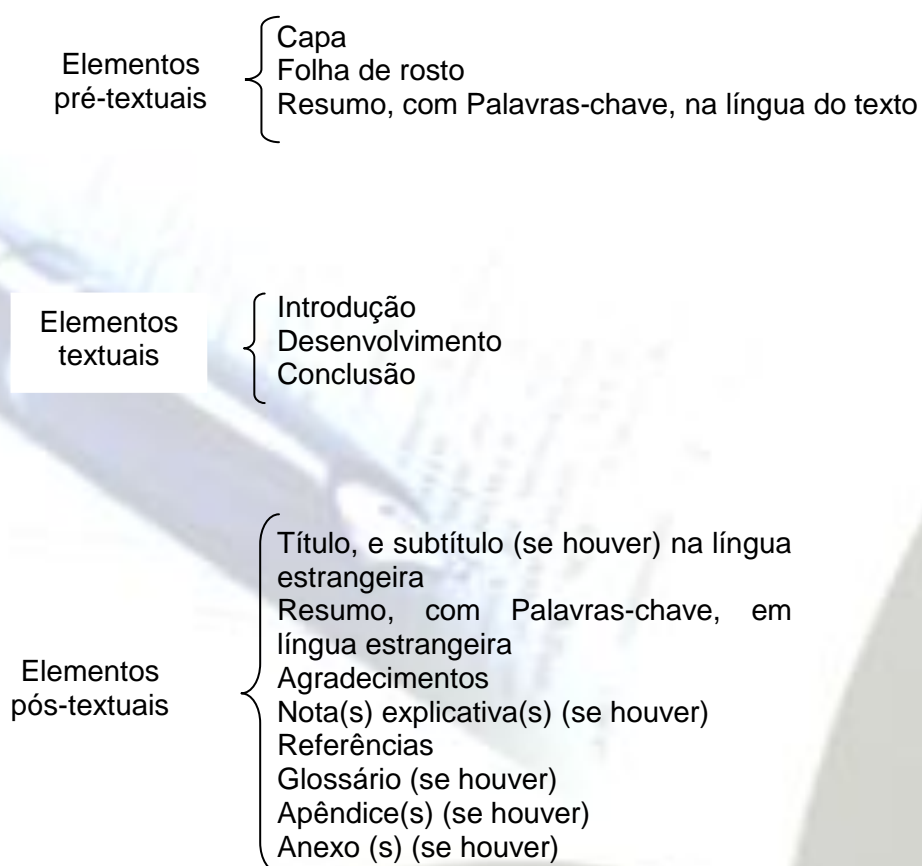 Elementos
pré-textuais
Capa
Folha de rosto
Resumo, com Palavras-chave, na língua do texto
Elementos
textuais
Introdução
Desenvolvimento
Conclusão
Elementos
pós-textuais
Título, e subtítulo (se houver) na língua
estrangeira
Resumo, com Palavras-chave, em
língua estrangeira
Agradecimentos
Nota(s) explicativa(s) (se houver)
Referências
Glossário (se houver)
Apêndice(s) (se houver)
Anexo (s) (se houver)